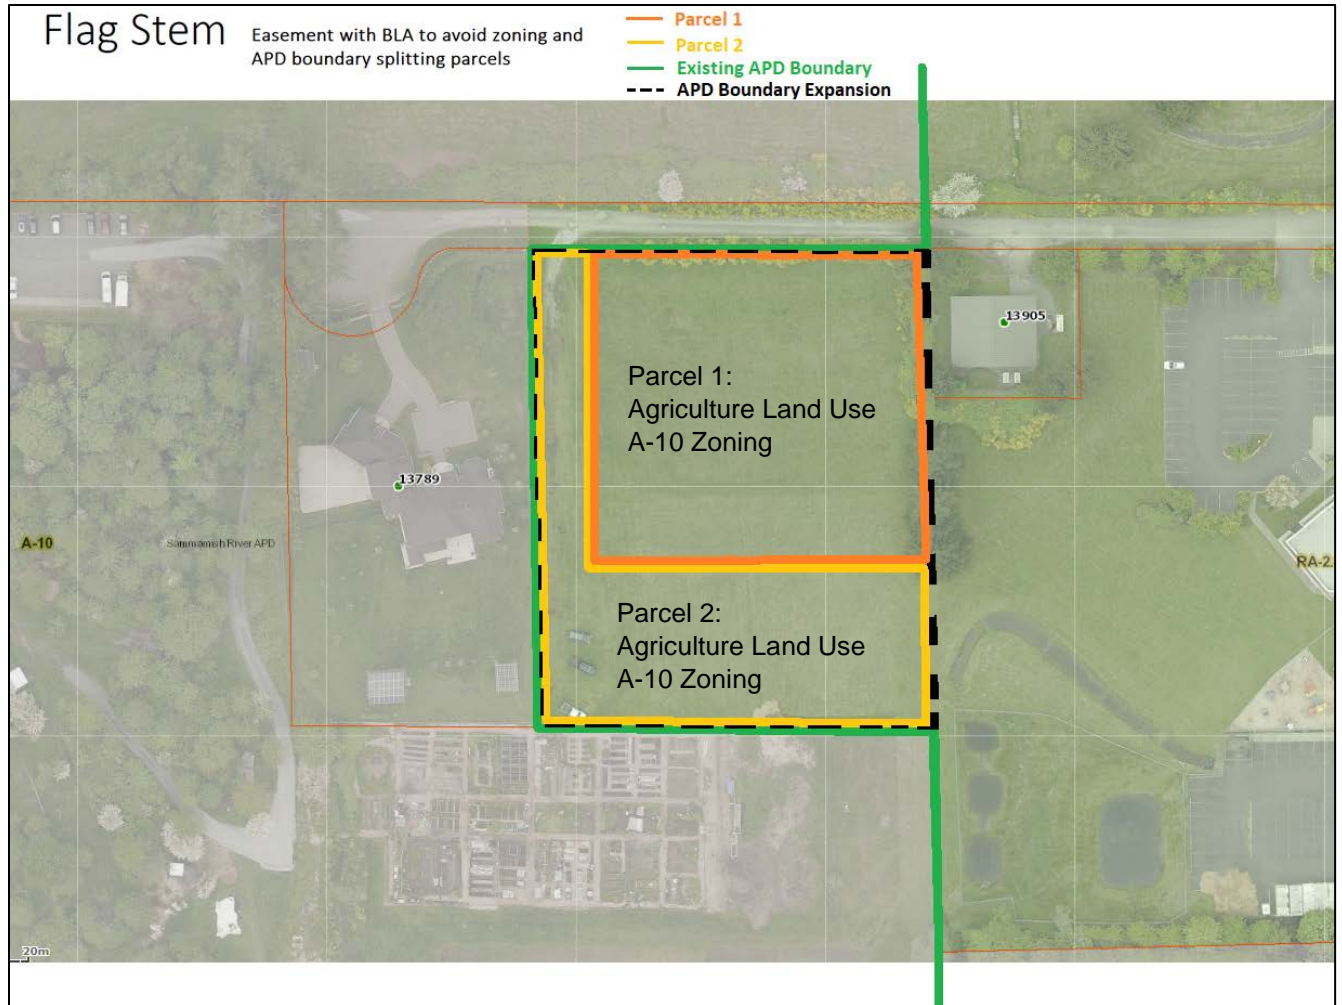 Flag Stem
Easement with BLA to avoid zoning and
APD boundary splitting parcels
Parcel 1
Parcel 2
Existing APD Boundary
APD Boundary Expansion
13905
Parcel 1:
Agriculture Land Use
A-10 Zoning
13789
A-10
Sammamish River APD
RA-2.
Parcel 2:
Agriculture Land Use
A-10 Zoning
20m